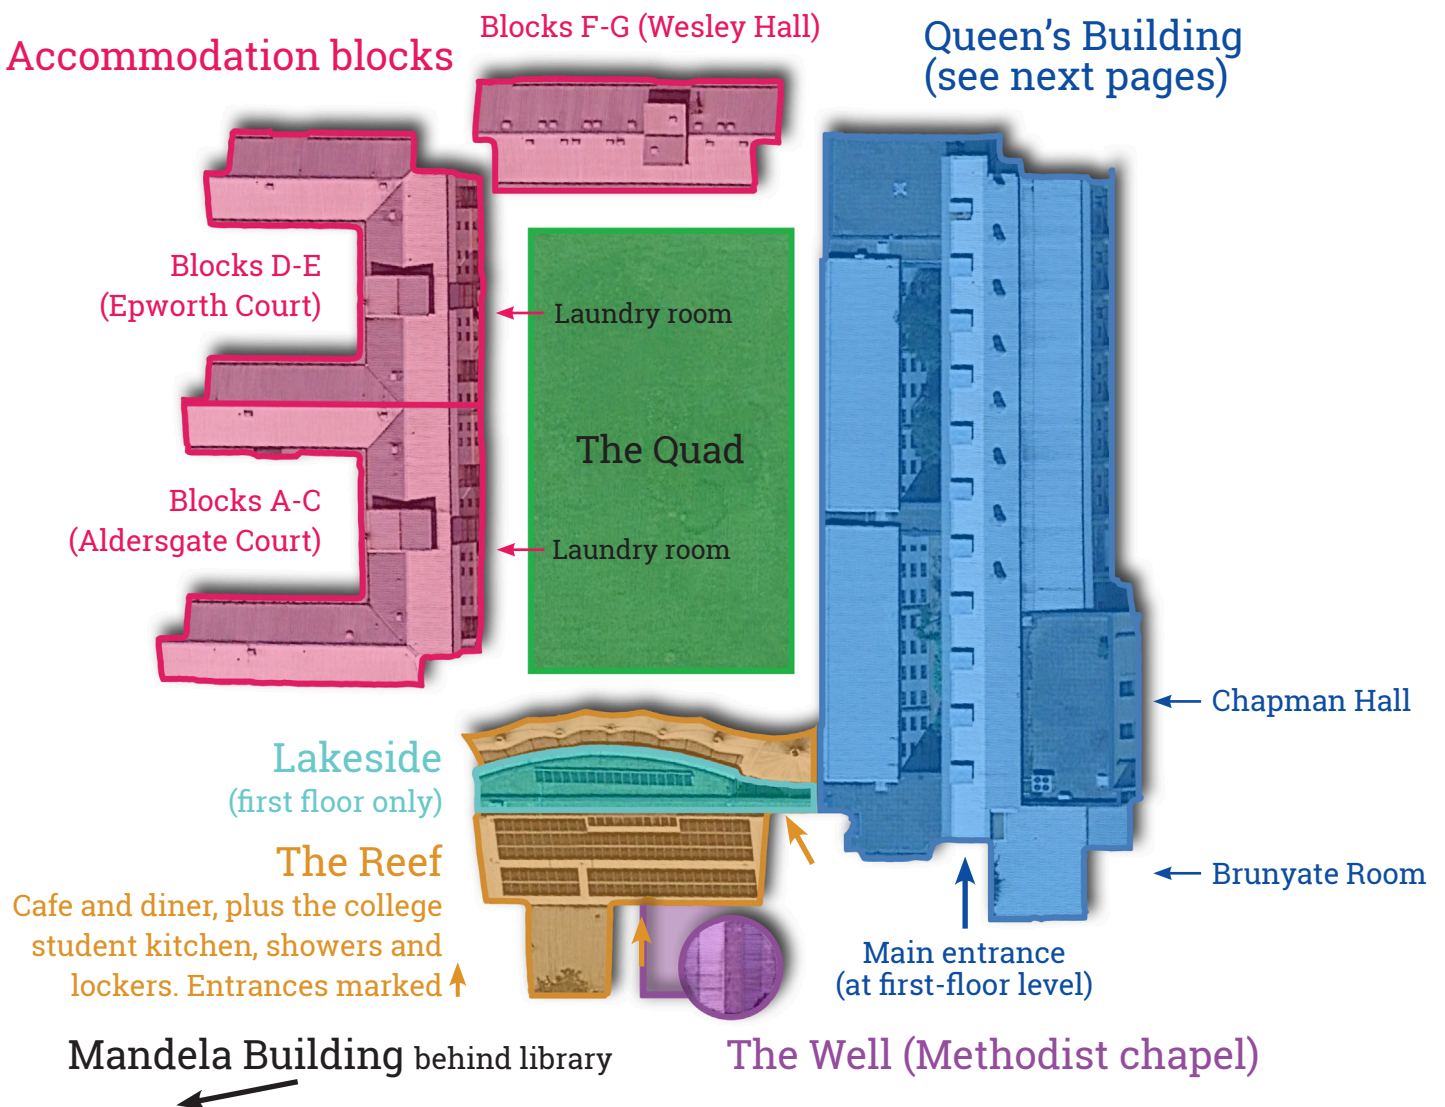 Blocks F-G (Wesley Hall)
Accommodation blocks
Queen's Building
(see next pages)
Blocks D-E
(Epworth Court)
Laundry room
The Quad
Blocks A-C
(Aldersgate Court)
Laundry room
Chapman Hall
Lakeside
(first floor only)
The Reef
Cafe and diner, plus the college
student kitchen, showers and
lockers. Entrances marked
Brunyate Room
Main entrance
(at first-floor level)
Mandela Building behind library
The Well (Methodist chapel)